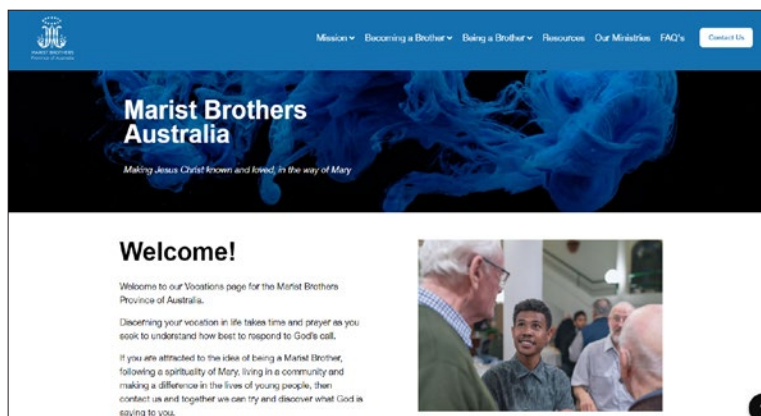 MARIST BROTHERS
Province of Australia
Mission Becoming a Brother Being a Brother Resources Our Ministries FAQ's Contact Us
Marist Brothers
Australia
Making Jesus Christ known and loved, in the way of Mary
Welcome!
Welcome to our Vocations page for the Marist Brothers
Province of Australia.
Discerning your vocation in life takes time and prayer as you
seek to understand how best to respond to God's call.
If you are attracted to the idea of being a Marist Brother,
following a spirituality of Mary, living in a community and
making a difference in the lives of young people, then
contact us and together we can try and discover what God is
saying to you.